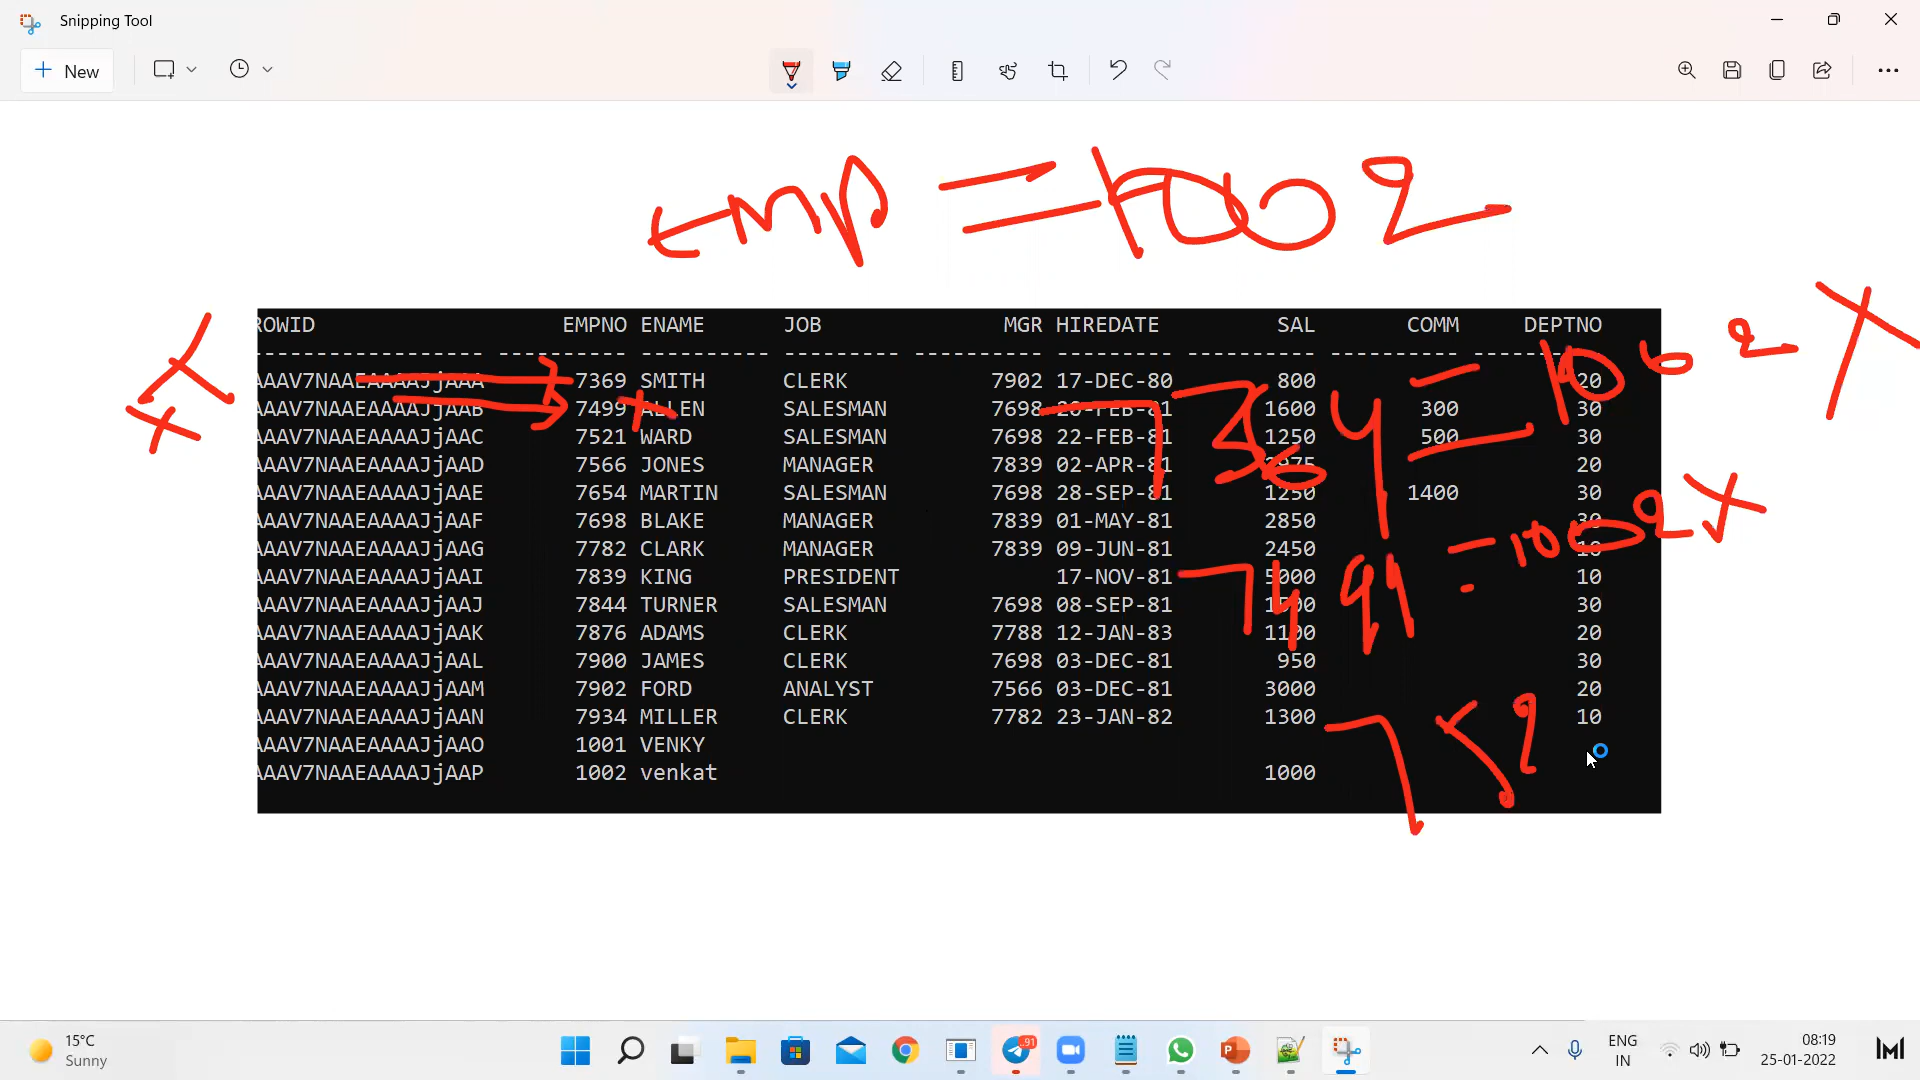 Snipping Tool
New
emp = 1002
ROWID EMPNO ENAME JOB MGR HIREDATE SAL COMM DEPTNO
AAAV7NAAEAAAAJjAAA 7369 SMITH CLERK 7902 17-DEC-80 800 20
AAAV7NAAEAAAAJjAAB 7499 ALLEN SALESMAN 7698 20-FEB-81 1600 300 30
AAAV7NAAEAAAAJjAAC 7521 WARD SALESMAN 7698 22-FEB-81 1250 500 30
AAAV7NAAEAAAAJjAAD 7566 JONES MANAGER 7839 02-APR-81 2975 20
AAAV7NAAEAAAAJjAAE 7654 MARTIN SALESMAN 7698 28-SEP-81 1250 1400 30
AAAV7NAAEAAAAJjAAF 7698 BLAKE MANAGER 7839 01-MAY-81 2850 30
AAAV7NAAEAAAAJjAAG 7782 CLARK MANAGER 7839 09-JUN-81 2450 10
AAAV7NAAEAAAAJjAAI 7839 KING PRESIDENT 17-NOV-81 5000 10
AAAV7NAAEAAAAJjAAJ 7844 TURNER SALESMAN 7698 08-SEP-81 1500 30
AAAV7NAAEAAAAJjAAK 7876 ADAMS CLERK 7788 12-JAN-83 1100 20
AAAV7NAAEAAAAJjAAL 7900 JAMES CLERK 7698 03-DEC-81 950 30
AAAV7NAAEAAAAJjAAM 7902 FORD ANALYST 7566 03-DEC-81 3000 20
AAAV7NAAEAAAAJjAAN 7934 MILLER CLERK 7782 23-JAN-82 1300 10
AAAV7NAAEAAAAJjAAO 1001 VENKY
AAAV7NAAEAAAAJjAAP 1002 venkat 1000
= 1002 X
= 1002 X
15°C
Sunny
91
ENG
IN
08:19
25-01-2022